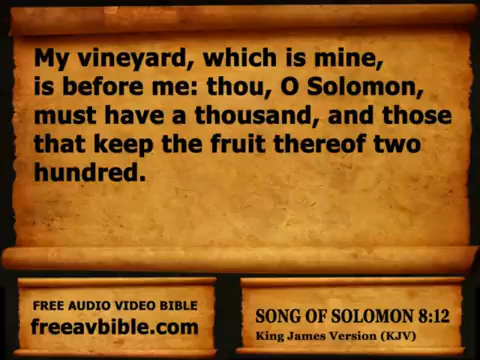 My vineyard, which is mine,
is before me: thou, O Solomon,
must have a thousand, and those
that keep the fruit thereof two
hundred.
FREE AUDIO VIDEO BIBLE
freeavbible.com
SONG OF SOLOMON 8:12
King James Version (KJV)